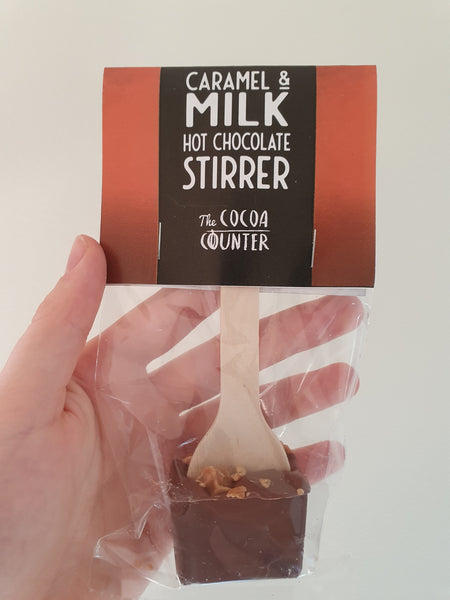 CARAMEL &
MILK
HOT CHOCOLATE
STIRRER
The COCOA
COUNTER